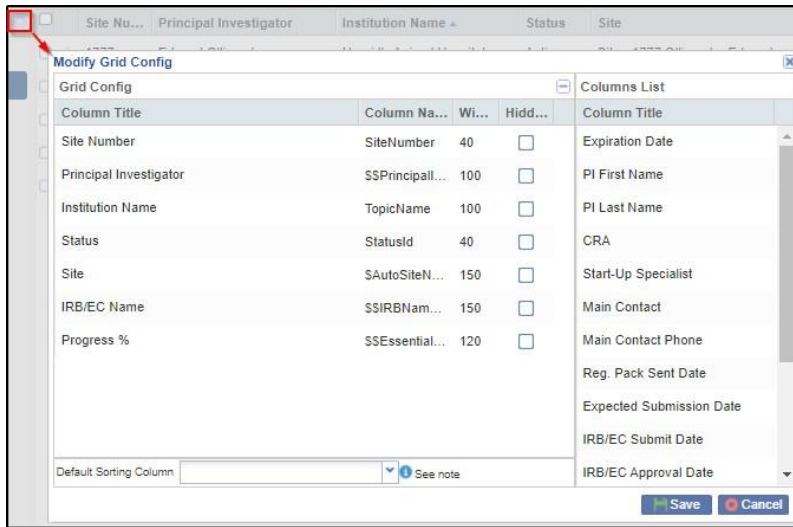 Site Nu... Principal Investigator Institution Name Status Site
Modify Grid Config
Grid Config Columns List
Column Title Column Na... Wi... Hidd... Column Title
Site Number SiteNumber 40 Expiration Date
Principal Investigator $$Principall... 100 PI First Name
Institution Name TopicName 100 PI Last Name
Status StatusId 40 CRA
Site $AutoSiteN... 150 Start-Up Specialist
IRB/EC Name $$IRBNam... 150 Main Contact
Progress % $$Essential... 120 Main Contact Phone
Reg. Pack Sent Date
Expected Submission Date
IRB/EC Submit Date
Default Sorting Column See note IRB/EC Approval Date
Save Cancel